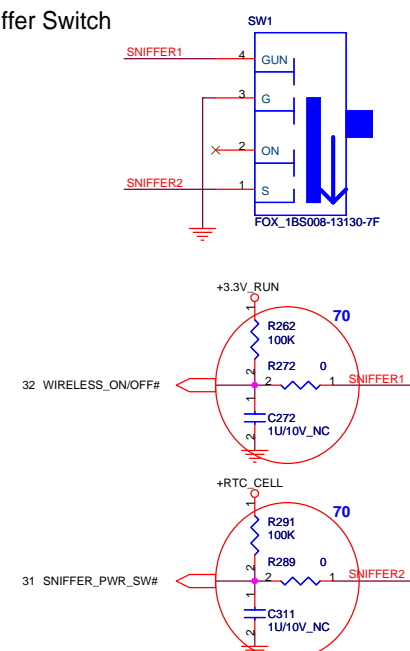 ffer Switch
SW1
SNIFFER1
4
GUN
3
G
2
ON
SNIFFER2
1
S
FOX_1BS008-13130-7F
+3.3V_RUN
70
1
R262
100K
2
R272
0
32 WIRELESS_ON/OFF#
2
1
SNIFFER1
1
C272
1U/10V_NC
2
+RTC_CELL
70
1
R291
100K
2
R289
0
31 SNIFFER_PWR_SW#
2
1
SNIFFER2
1
C311
1U/10V_NC
2